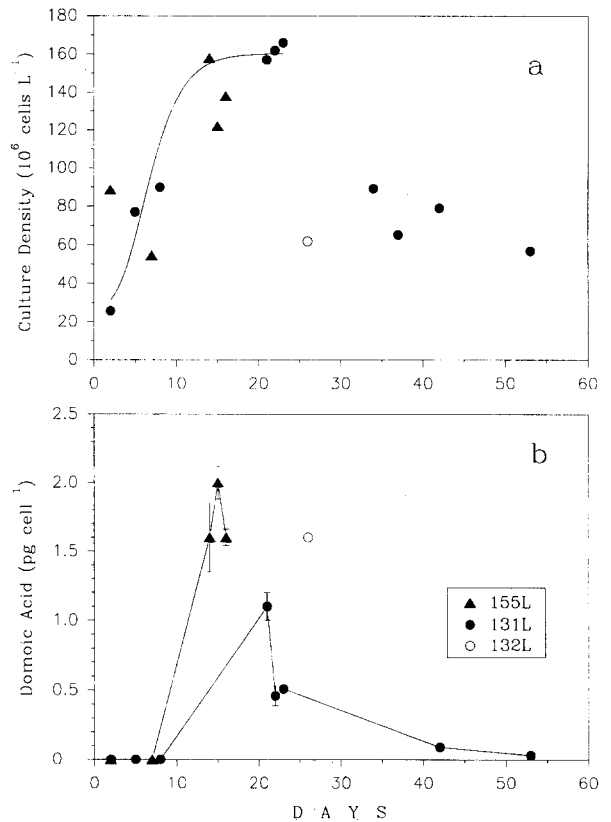 a
Culture Density (10⁶ cells L⁻¹)
180
160
140
120
100
80
60
40
20
0
0 10 20 30 40 50 60
b
Domoic Acid (pg cell⁻¹)
2.5
2.0
1.5
1.0
0.5
0
155L
131L
132L
0 10 20 30 40 50 60
D A Y S